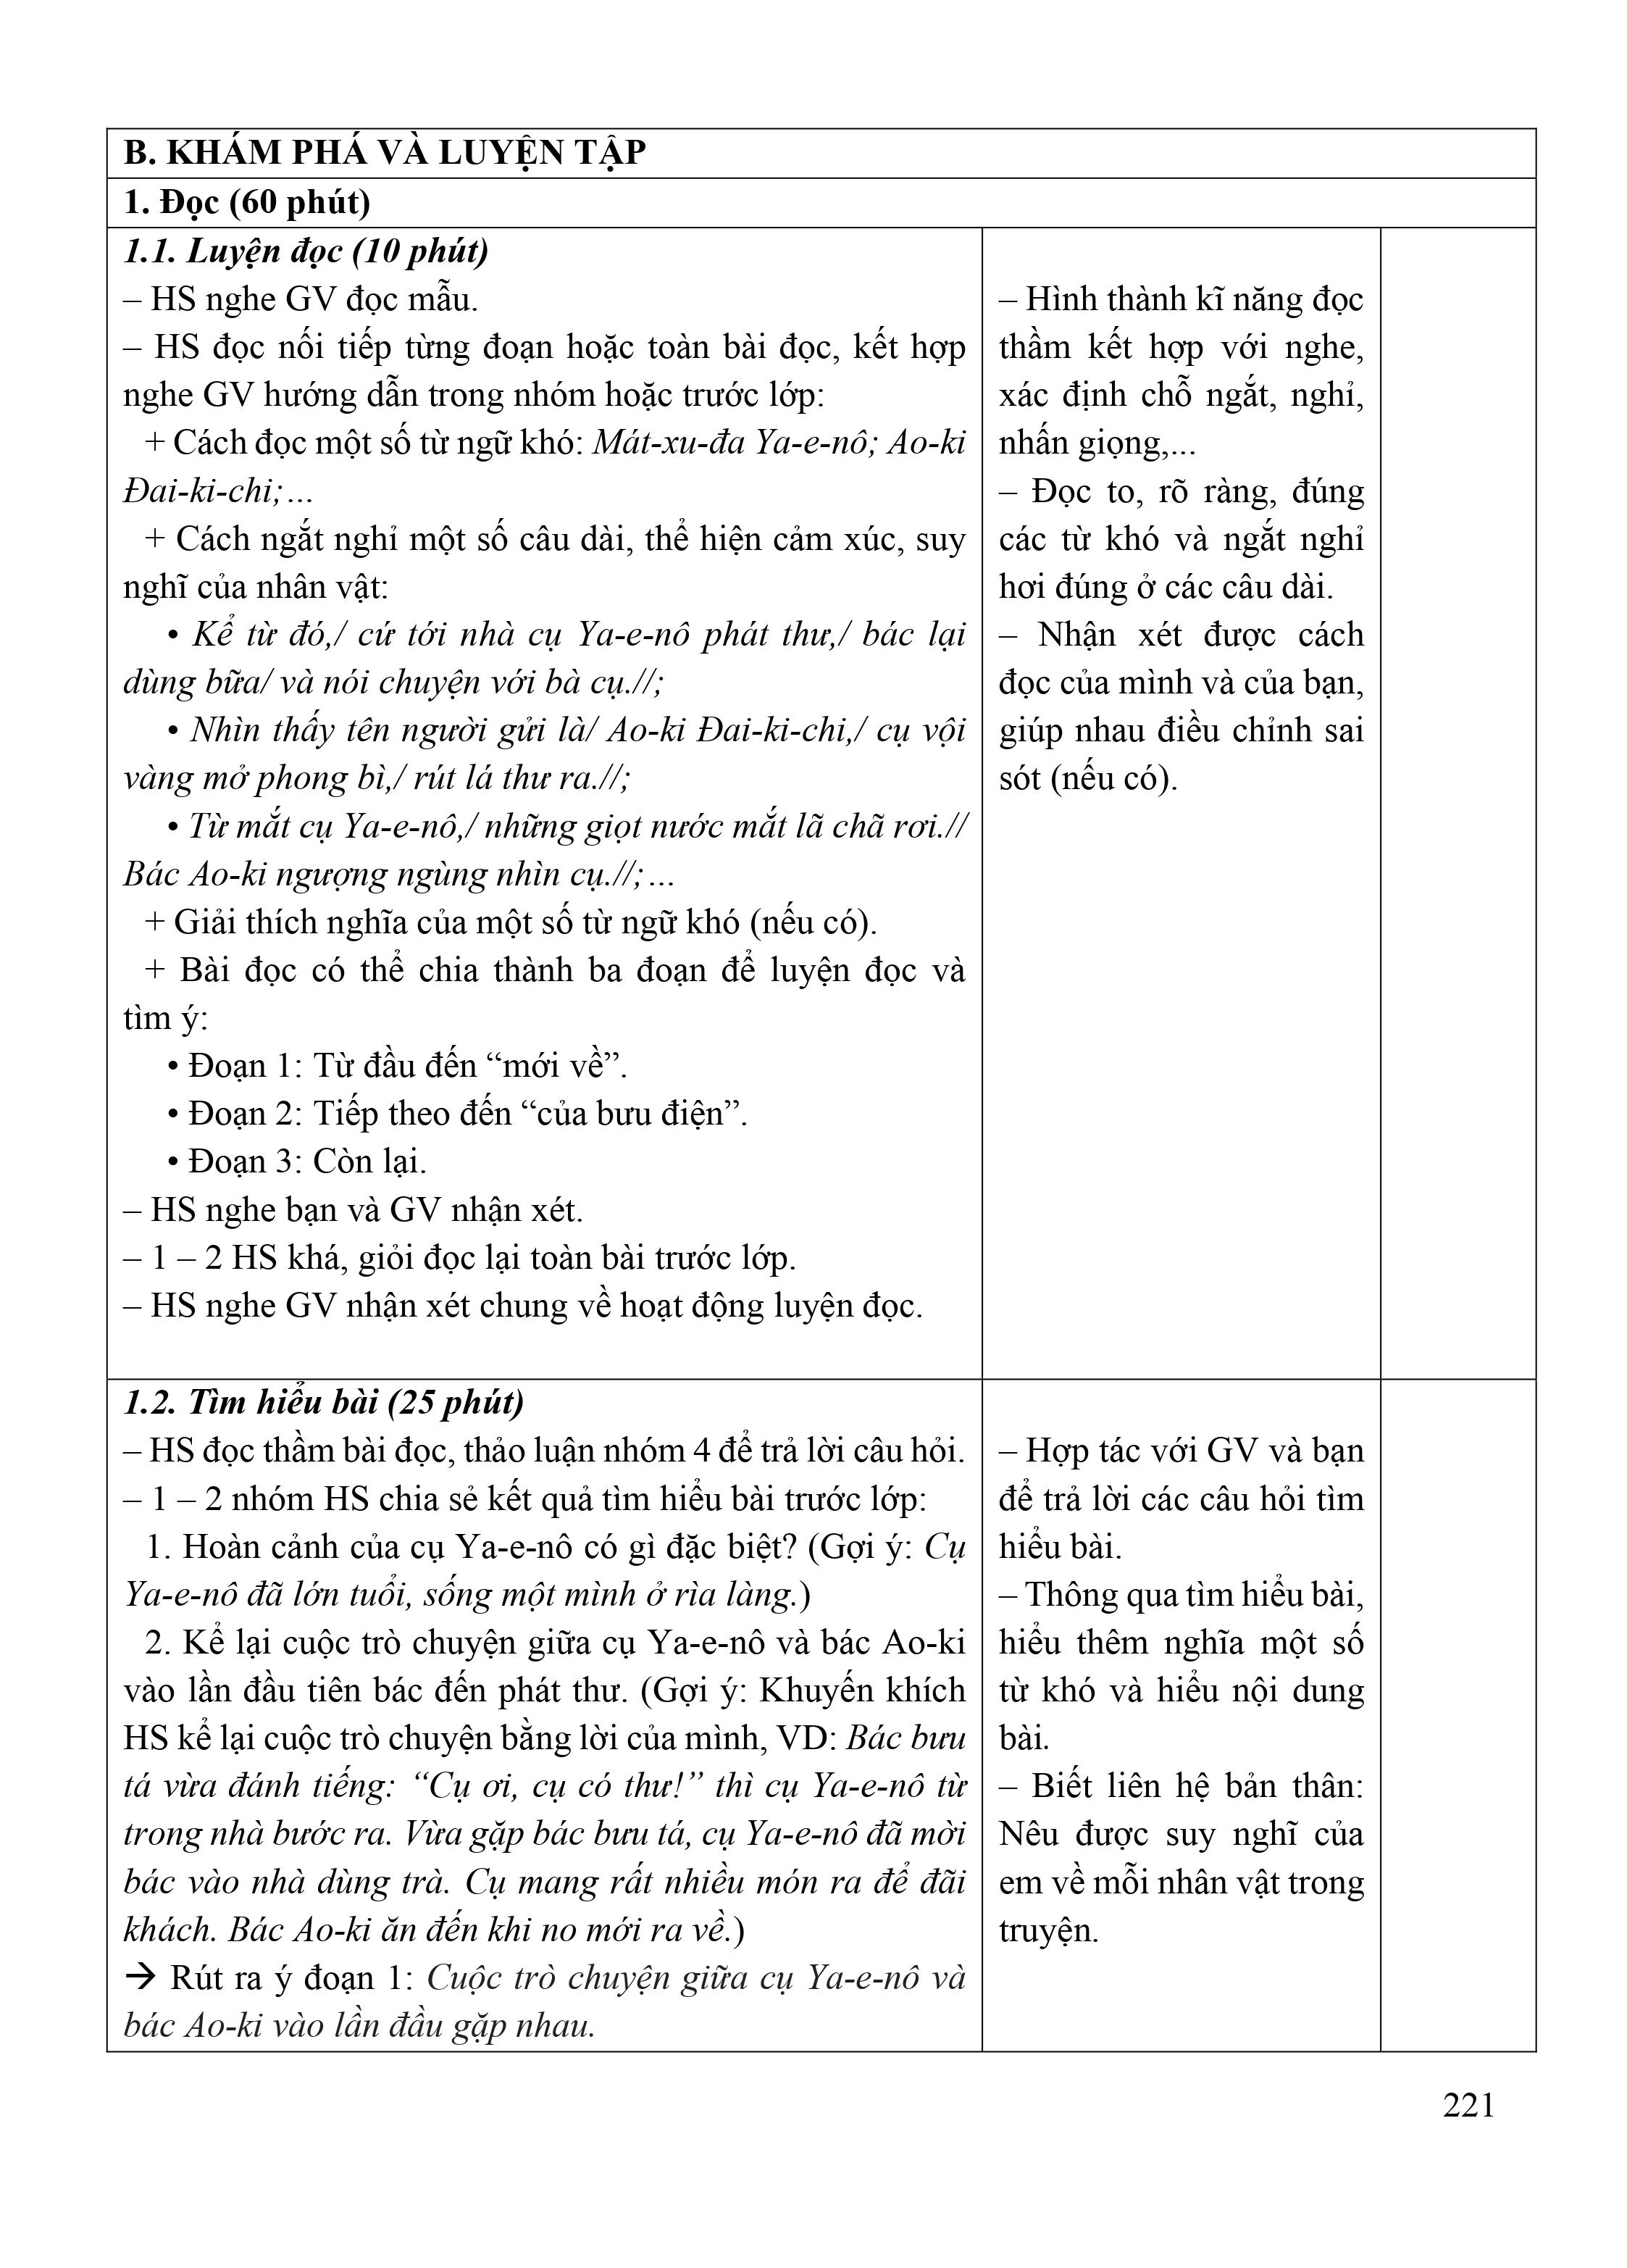 B. KHÁM PHÁ VÀ LUYỆN TẬP
1. Đọc (60 phút)
1.1. Luyện đọc (10 phút)
– HS nghe GV đọc mẫu.
– HS đọc nối tiếp từng đoạn hoặc toàn bài đọc, kết hợp
nghe GV hướng dẫn trong nhóm hoặc trước lớp:
+ Cách đọc một số từ ngữ khó: Mát-xu-đa Ya-e-nô; Ao-ki
Đai-ki-chi;…
+ Cách ngắt nghỉ một số câu dài, thể hiện cảm xúc, suy
nghĩ của nhân vật:
• Kể từ đó,/ cứ tới nhà cụ Ya-e-nô phát thư,/ bác lại
dùng bữa/ và nói chuyện với bà cụ.//;
• Nhìn thấy tên người gửi là/ Ao-ki Đai-ki-chi,/ cụ vội
vàng mở phong bì,/ rút lá thư ra.//;
• Từ mắt cụ Ya-e-nô,/ những giọt nước mắt lã chã rơi.//
Bác Ao-ki ngượng ngùng nhìn cụ.//;…
+ Giải thích nghĩa của một số từ ngữ khó (nếu có).
+ Bài đọc có thể chia thành ba đoạn để luyện đọc và
tìm ý:
• Đoạn 1: Từ đầu đến “mới về”.
• Đoạn 2: Tiếp theo đến “của bưu điện”.
• Đoạn 3: Còn lại.
– HS nghe bạn và GV nhận xét.
– 1 – 2 HS khá, giỏi đọc lại toàn bài trước lớp.
– HS nghe GV nhận xét chung về hoạt động luyện đọc.
– Hình thành kĩ năng đọc
thầm kết hợp với nghe,
xác định chỗ ngắt, nghỉ,
nhấn giọng,...
– Đọc to, rõ ràng, đúng
các từ khó và ngắt nghỉ
hơi đúng ở các câu dài.
– Nhận xét được cách
đọc của mình và của bạn,
giúp nhau điều chỉnh sai
sót (nếu có).
1.2. Tìm hiểu bài (25 phút)
– HS đọc thầm bài đọc, thảo luận nhóm 4 để trả lời câu hỏi.
– 1 – 2 nhóm HS chia sẻ kết quả tìm hiểu bài trước lớp:
1. Hoàn cảnh của cụ Ya-e-nô có gì đặc biệt? (Gợi ý: Cụ
Ya-e-nô đã lớn tuổi, sống một mình ở rìa làng.)
2. Kể lại cuộc trò chuyện giữa cụ Ya-e-nô và bác Ao-ki
vào lần đầu tiên bác đến phát thư. (Gợi ý: Khuyến khích
HS kể lại cuộc trò chuyện bằng lời của mình, VD: Bác bưu
tá vừa đánh tiếng: “Cụ ơi, cụ có thư!” thì cụ Ya-e-nô từ
trong nhà bước ra. Vừa gặp bác bưu tá, cụ Ya-e-nô đã mời
bác vào nhà dùng trà. Cụ mang rất nhiều món ra để đãi
khách. Bác Ao-ki ăn đến khi no mới ra về.)
→ Rút ra ý đoạn 1: Cuộc trò chuyện giữa cụ Ya-e-nô và
bác Ao-ki vào lần đầu gặp nhau.
– Hợp tác với GV và bạn
để trả lời các câu hỏi tìm
hiểu bài.
– Thông qua tìm hiểu bài,
hiểu thêm nghĩa một số
từ khó và hiểu nội dung
bài.
– Biết liên hệ bản thân:
Nêu được suy nghĩ của
em về mỗi nhân vật trong
truyện.
221